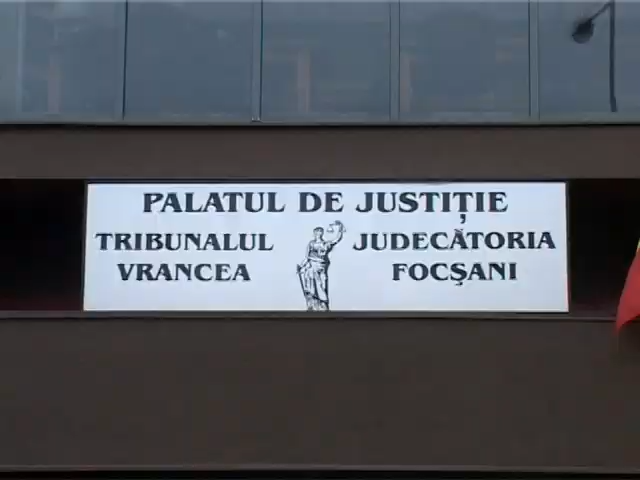 PALATUL DE JUSTIȚIE
TRIBUNALUL
VRANCEA
JUDECĂTORIA
FOCȘANI